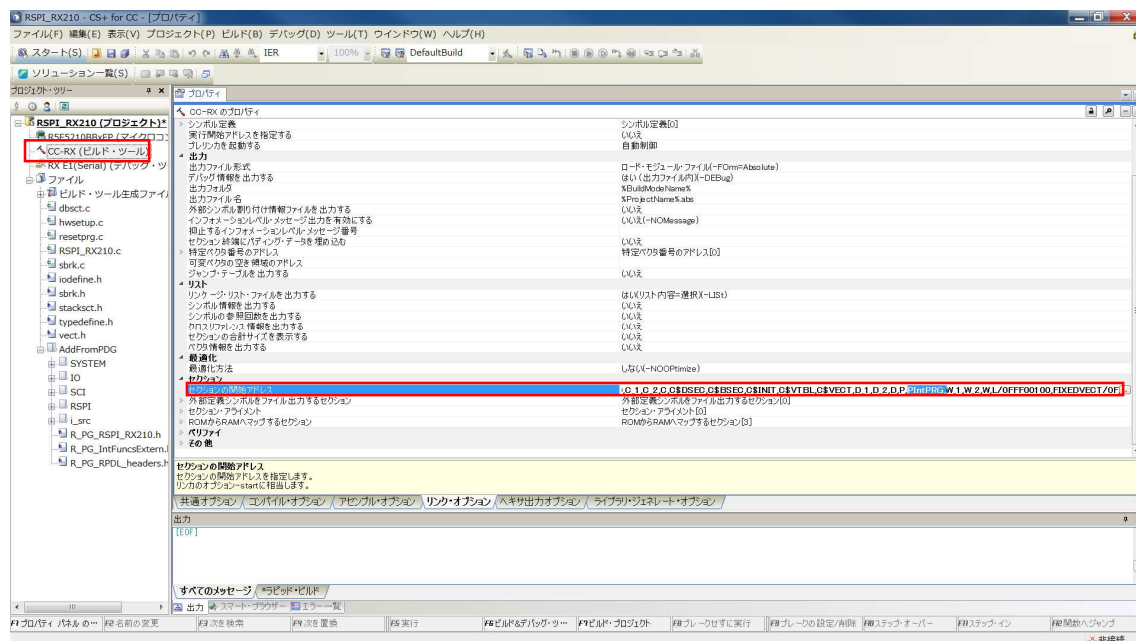 RSPI_RX210 - CS+ for CC - [プロパティ]
ファイル(F) 編集(E) 表示(V) プロジェクト(P) ビルド(B) デバッグ(D) ツール(T) ウインドウ(W) ヘルプ(H)
スタート(S) IER 100% DefaultBuild
ソリューション一覧(S)
プロジェクト・ツリー
RSPI_RX210 (プロジェクト)*
R5F5210BBxFP (マイクロコ
CC-RX (ビルド・ツール)
RX E1(Serial) (デバッグ・ツ
ファイル
ビルド・ツール生成ファイ
dbsct.c
hwsetup.c
resetprg.c
RSPI_RX210.c
sbrk.c
iodefine.h
sbrk.h
stacksct.h
typedefine.h
vect.h
AddFromPDG
SYSTEM
IO
SCI
RSPI
i_src
R_PG_RSPI_RX210.h
R_PG_IntFuncsExtern.
R_PG_RPDL_headers.h
プロパティ
CC-RX のプロパティ
シンボル定義 シンボル定義[0]
実行開始アドレスを指定する いいえ
プレリンカを起動する 自動制御
出力
出力ファイル形式 ロード・モジュール・ファイル(-FOrm=Absolute)
デバッグ情報を出力する はい(出力ファイル内)(-DEBug)
出力フォルダ %BuildModeName%
出力ファイル名 %ProjectName%.abs
外部シンボル割り付け情報ファイルを出力する いいえ
インフォメーションレベル・メッセージ出力を有効にする いいえ(-NOMessage)
抑止するインフォメーションレベル・メッセージ番号
セクション終端にパディング・データを埋め込む いいえ
特定ベクタ番号のアドレス 特定ベクタ番号のアドレス[0]
可変ベクタの空き領域のアドレス
ジャンプ・テーブルを出力する いいえ
リスト
リンケージ・リスト・ファイルを出力する はい(リスト内容=選択)(-LISt)
シンボル情報を出力する いいえ
シンボルの参照回数を出力する いいえ
クロスリファレンス情報を出力する いいえ
セクションの合計サイズを表示する いいえ
ベクタ情報を出力する いいえ
最適化
最適化方法 しない(-NOOPtimize)
セクション
セクションの開始アドレス ,C_1,C_2,C,C$DSEC,C$BSEC,C$INIT,C$VTBL,C$VECT,D_1,D_2,D,P,PIntPRG,W_1,W_2,W,L/0FFF00100,FIXEDVECT/0F
外部定義シンボルをファイル出力するセクション 外部定義シンボルをファイル出力するセクション[0]
セクション・アライメント セクション・アライメント[0]
ROMからRAMへマップするセクション ROMからRAMへマップするセクション[3]
ベリファイ
その他
セクションの開始アドレス
セクションの開始アドレスを指定します。
リンカのオプション-startに相当します。
共通オプション コンパイル・オプション アセンブル・オプション リンク・オプション ヘキサ出力オプション ライブラリ・ジェネレート・オプション
出力
[EOF]
すべてのメッセージ *ラピッド・ビルド
出力 スマート・ブラウザー エラー一覧
F1 プロパティ パネル の… F2 名前の変更 F3 次を検索 F4 次を置換 F5 実行 F6 ビルド&デバッグ・ツ… F7 ビルド・プロジェクト F8 ブレークせずに実行 F9 ブレークの設定/削除 F10 ステップ・オーバー F11 ステップ・イン F12 関数へジャンプ
非接続